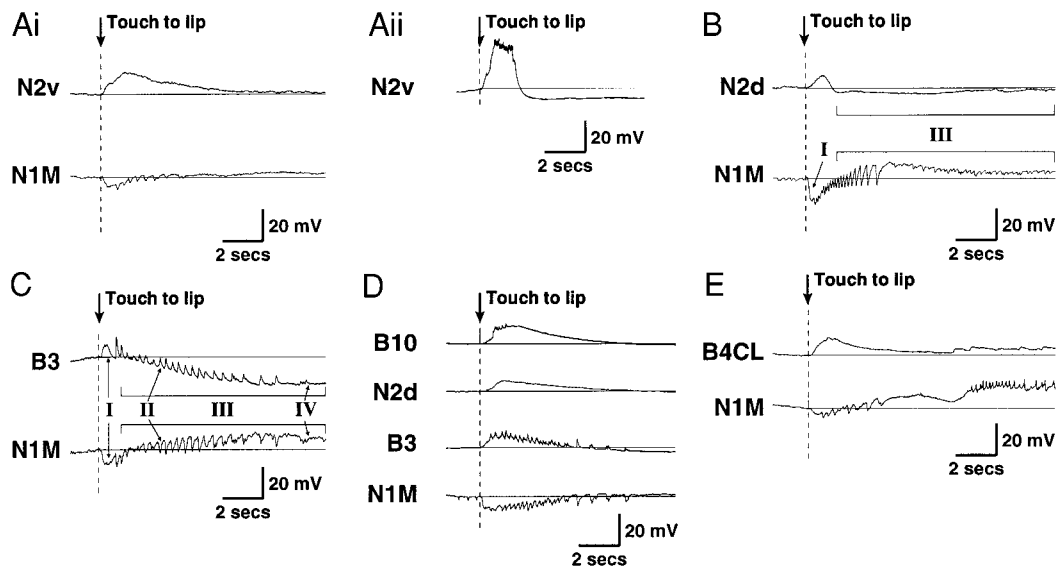 Ai
Touch to lip
N2v
N1M
20 mV
2 secs
Aii
Touch to lip
N2v
20 mV
2 secs
B
Touch to lip
N2d
III
I
N1M
20 mV
2 secs
C
Touch to lip
B3
I II III IV
N1M
20 mV
2 secs
D
Touch to lip
B10
N2d
B3
N1M
20 mV
2 secs
E
Touch to lip
B4CL
N1M
20 mV
2 secs